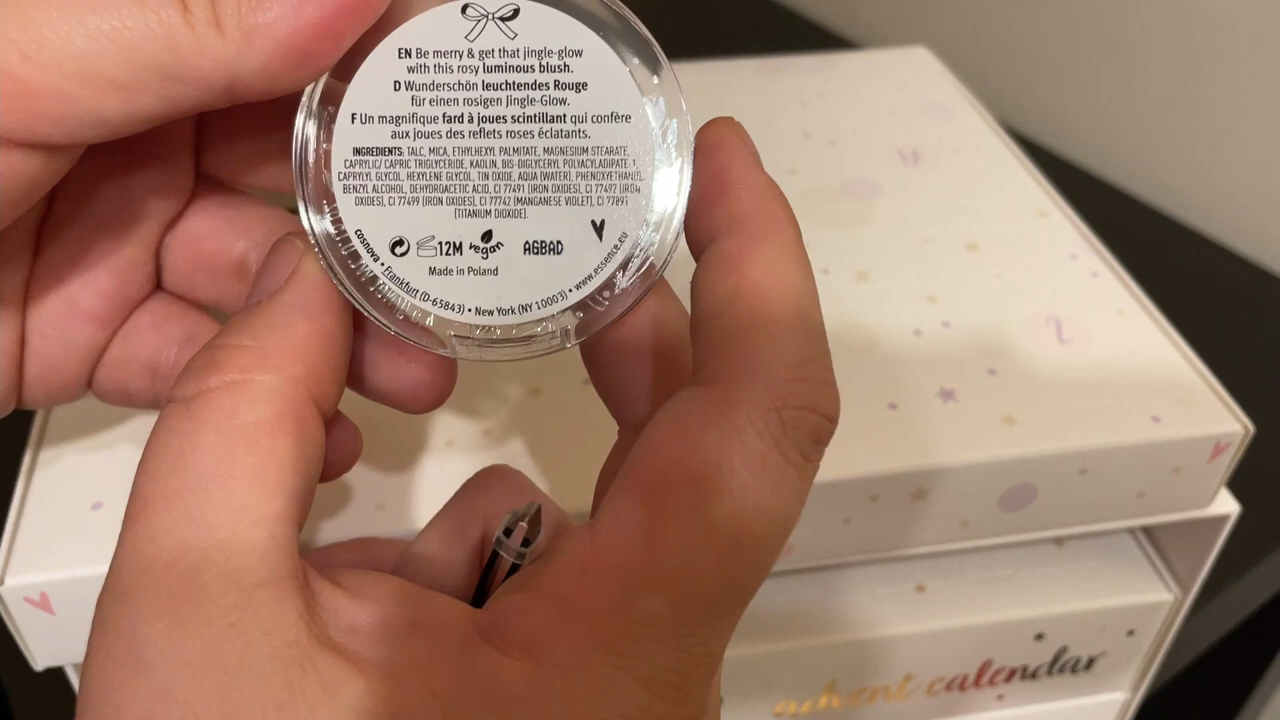 EN Be merry & get that jingle-glow
with this rosy luminous blush.
D Wunderschön leuchtendes Rouge
für einen rosigen Jingle-Glow.
F Un magnifique fard à joues scintillant qui confère
aux joues des reflets roses éclatants.
INGREDIENTS: TALC, MICA, ETHYLHEXYL PALMITATE, MAGNESIUM STEARATE,
CAPRYLIC/ CAPRIC TRIGLYCERIDE, KAOLIN, BIS-DIGLYCERYL POLYACYLADIPATE-1,
CAPRYLYL GLYCOL, HEXYLENE GLYCOL, TIN OXIDE, AQUA (WATER), PHENOXYETHANOL,
BENZYL ALCOHOL, DEHYDROACETIC ACID, CI 77491 (IRON OXIDES), CI 77492 (IRON
OXIDES), CI 77499 (IRON OXIDES), CI 77742 (MANGANESE VIOLET), CI 77891
(TITANIUM DIOXIDE).
12M vegan AGBAD
Made in Poland
cosnova • Frankfurt (D-65843) • New York (NY 10003) • www.essence.eu
2
advent calendar